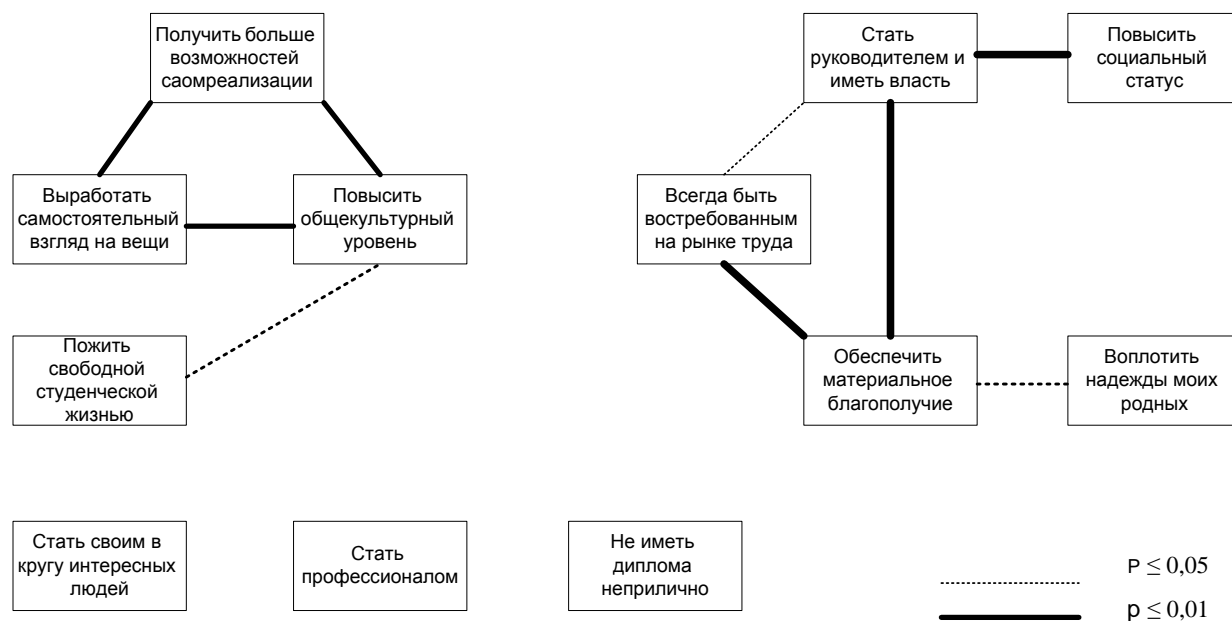 Получить больше
возможностей
саомреализации
Стать
руководителем и
иметь власть
Повысить
социальный
статус
Выработать
самостоятельный
взгляд на вещи
Повысить
общекультурный
уровень
Всегда быть
востребованным
на рынке труда
Пожить
свободной
студенческой
жизнью
Обеспечить
материальное
благополучие
Воплотить
надежды моих
родных
Стать своим в
кругу интересных
людей
Стать
профессионалом
Не иметь
диплома
неприлично
P ≤ 0,05
p ≤ 0,01